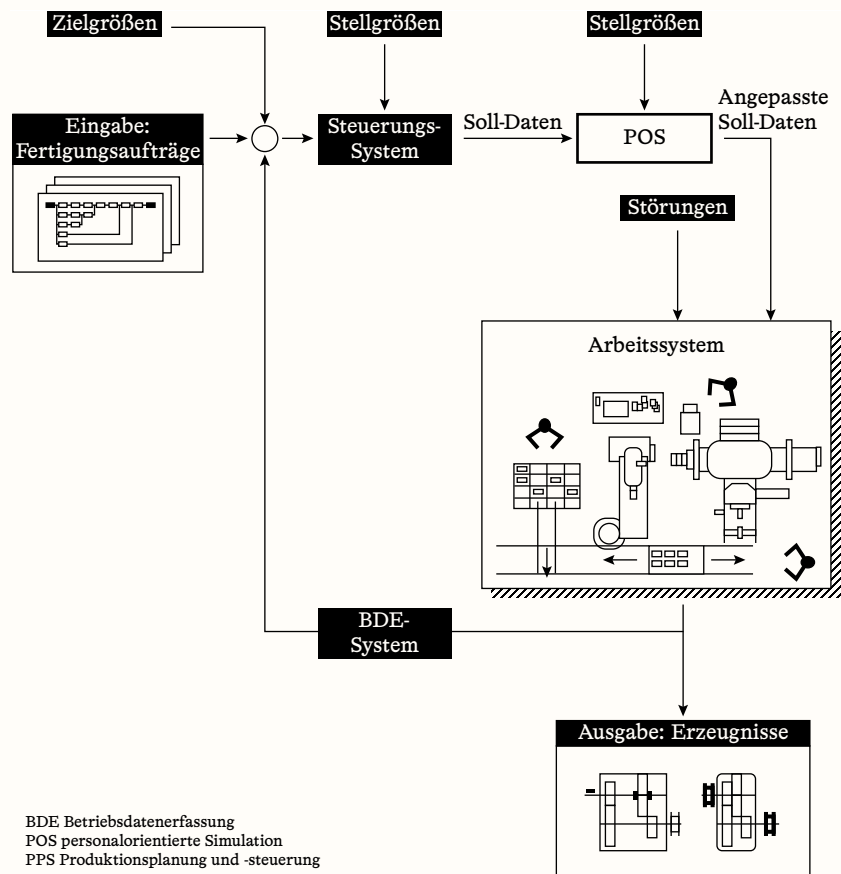 Zielgrößen
Stellgrößen
Stellgrößen
Eingabe:
Fertigungsaufträge
Steuerungs-
System
Soll-Daten
POS
Angepasste
Soll-Daten
Störungen
Arbeitssystem
BDE-
System
Ausgabe: Erzeugnisse
BDE Betriebsdatenerfassung
POS personalorientierte Simulation
PPS Produktionsplanung und -steuerung